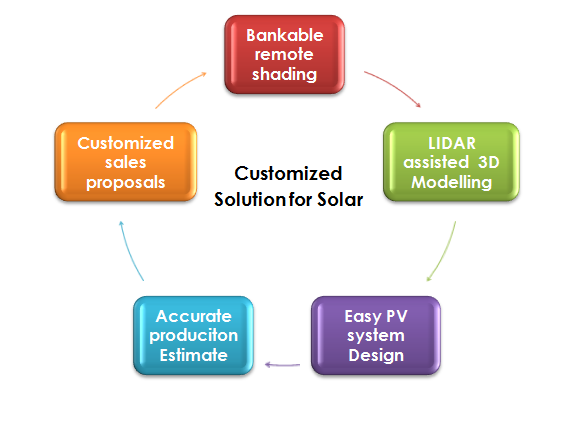 Bankable
remote
shading
LIDAR
assisted 3D
Modelling
Easy PV
system
Design
Accurate
produciton
Estimate
Customized
sales
proposals
Customized
Solution for Solar